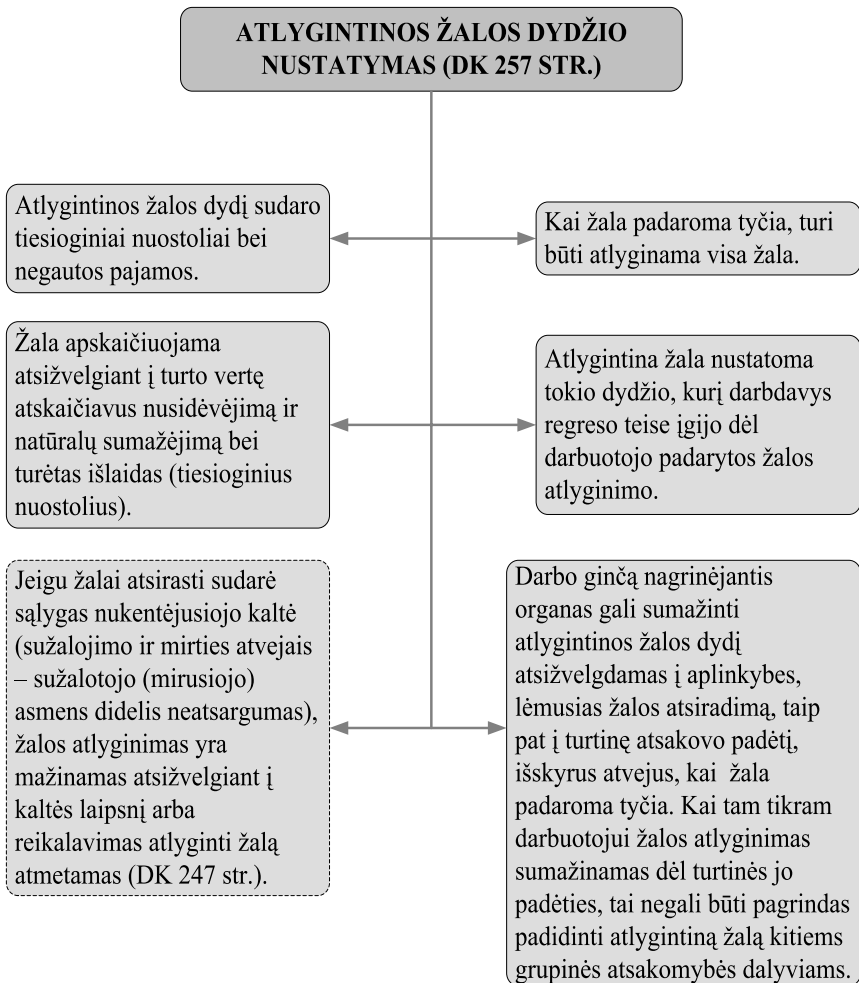 ATLYGINTINOS ŽALOS DYDŽIO
NUSTATYMAS (DK 257 STR.)
Atlygintinos žalos dydį sudaro
tiesioginiai nuostoliai bei
negautos pajamos.
Kai žala padaroma tyčia, turi
būti atlyginama visa žala.
Žala apskaičiuojama
atsižvelgiant į turto vertę
atskaičiavus nusidėvėjimą ir
natūralų sumažėjimą bei
turėtas išlaidas (tiesioginius
nuostolius).
Atlygintina žala nustatoma
tokio dydžio, kurį darbdavys
regreso teise įgijo dėl
darbuotojo padarytos žalos
atlyginimo.
Jeigu žalai atsirasti sudarė
sąlygas nukentėjusiojo kaltė
(sužalojimo ir mirties atvejais
– sužalotojo (mirusiojo)
asmens didelis neatsargumas),
žalos atlyginimas yra
mažinamas atsižvelgiant į
kaltės laipsnį arba
reikalavimas atlyginti žalą
atmetamas (DK 247 str.).
Darbo ginčą nagrinėjantis
organas gali sumažinti
atlygintinos žalos dydį
atsižvelgdamas į aplinkybes,
lėmusias žalos atsiradimą, taip
pat į turtinę atsakovo padėtį,
išskyrus atvejus, kai žala
padaroma tyčia. Kai tam tikram
darbuotojui žalos atlyginimas
sumažinamas dėl turtinės jo
padėties, tai negali būti pagrindas
padidinti atlygintiną žalą kitiems
grupinės atsakomybės dalyviams.